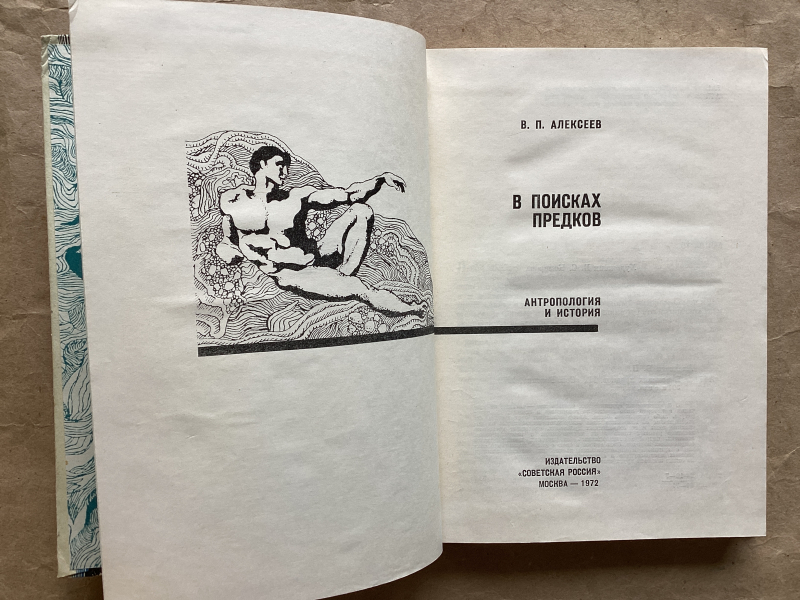 В. П. АЛЕКСЕЕВ
В ПОИСКАХ
ПРЕДКОВ
АНТРОПОЛОГИЯ
И ИСТОРИЯ
ИЗДАТЕЛЬСТВО
«СОВЕТСКАЯ РОССИЯ»
МОСКВА — 1972